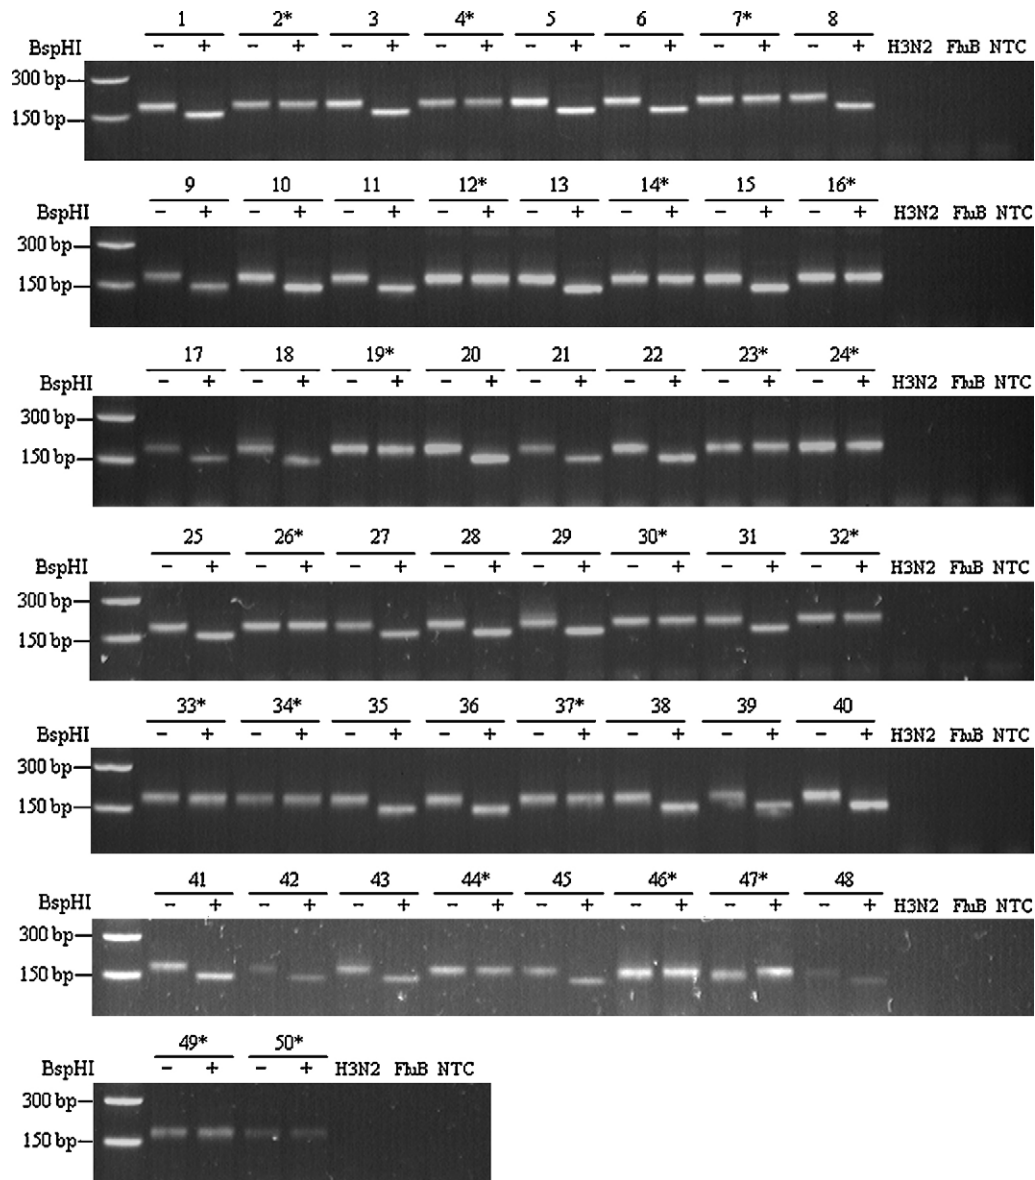 1 2* 3 4* 5 6 7* 8
BspHI – + – + – + – + – + – + – + – + H3N2 FluB NTC
300 bp
150 bp
9 10 11 12* 13 14* 15 16*
BspHI – + – + – + – + – + – + – + – + H3N2 FluB NTC
300 bp
150 bp
17 18 19* 20 21 22 23* 24*
BspHI – + – + – + – + – + – + – + – + H3N2 FluB NTC
300 bp
150 bp
25 26* 27 28 29 30* 31 32*
BspHI – + – + – + – + – + – + – + – + H3N2 FluB NTC
300 bp
150 bp
33* 34* 35 36 37* 38 39 40
BspHI – + – + – + – + – + – + – + – + H3N2 FluB NTC
300 bp
150 bp
41 42 43 44* 45 46* 47* 48
BspHI – + – + – + – + – + – + – + – + H3N2 FluB NTC
300 bp
150 bp
49* 50*
BspHI – + – + H3N2 FluB NTC
300 bp
150 bp